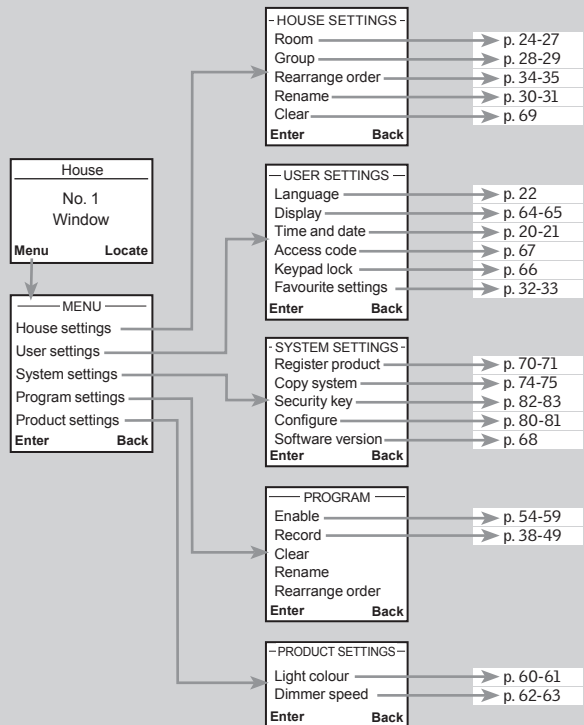 House
No. 1
Window
Menu Locate
MENU
House settings
User settings
System settings
Program settings
Product settings
Enter Back
HOUSE SETTINGS
Room p. 24-27
Group p. 28-29
Rearrange order p. 34-35
Rename p. 30-31
Clear p. 69
Enter Back
USER SETTINGS
Language p. 22
Display p. 64-65
Time and date p. 20-21
Access code p. 67
Keypad lock p. 66
Favourite settings p. 32-33
Enter Back
SYSTEM SETTINGS
Register product p. 70-71
Copy system p. 74-75
Security key p. 82-83
Configure p. 80-81
Software version p. 68
Enter Back
PROGRAM
Enable p. 54-59
Record p. 38-49
Clear
Rename
Rearrange order
Enter Back
PRODUCT SETTINGS
Light colour p. 60-61
Dimmer speed p. 62-63
Enter Back